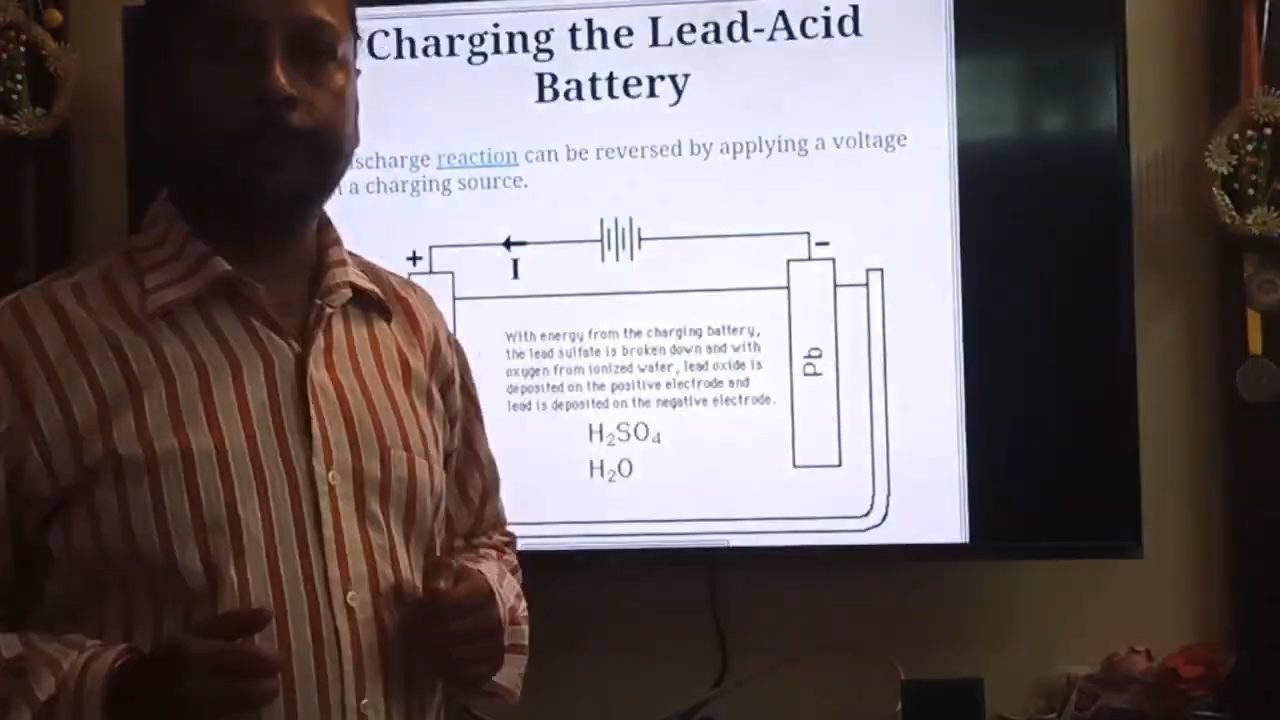 Charging the Lead-Acid
Battery
scharge reaction can be reversed by applying a voltage
a charging source.
+
I
-
With energy from the charging battery,
the lead sulfate is broken down and with
oxygen from ionized water, lead oxide is
deposited on the positive electrode and
lead is deposited on the negative electrode.
Pb
H₂SO₄
H₂O